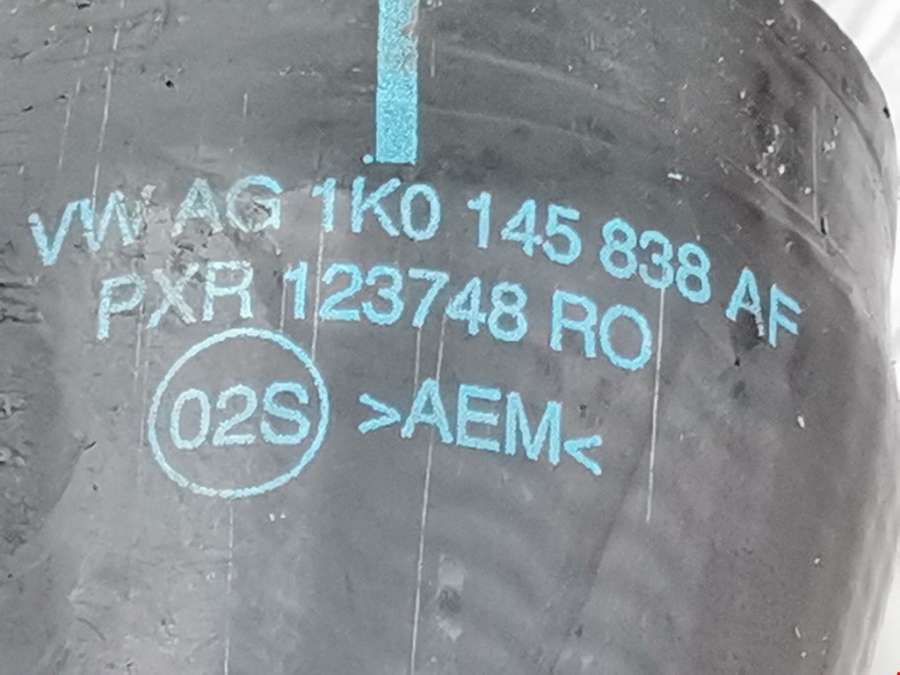 VW AG 1K0 145 838 AF
PXR 123748 RO
02S >AEM<